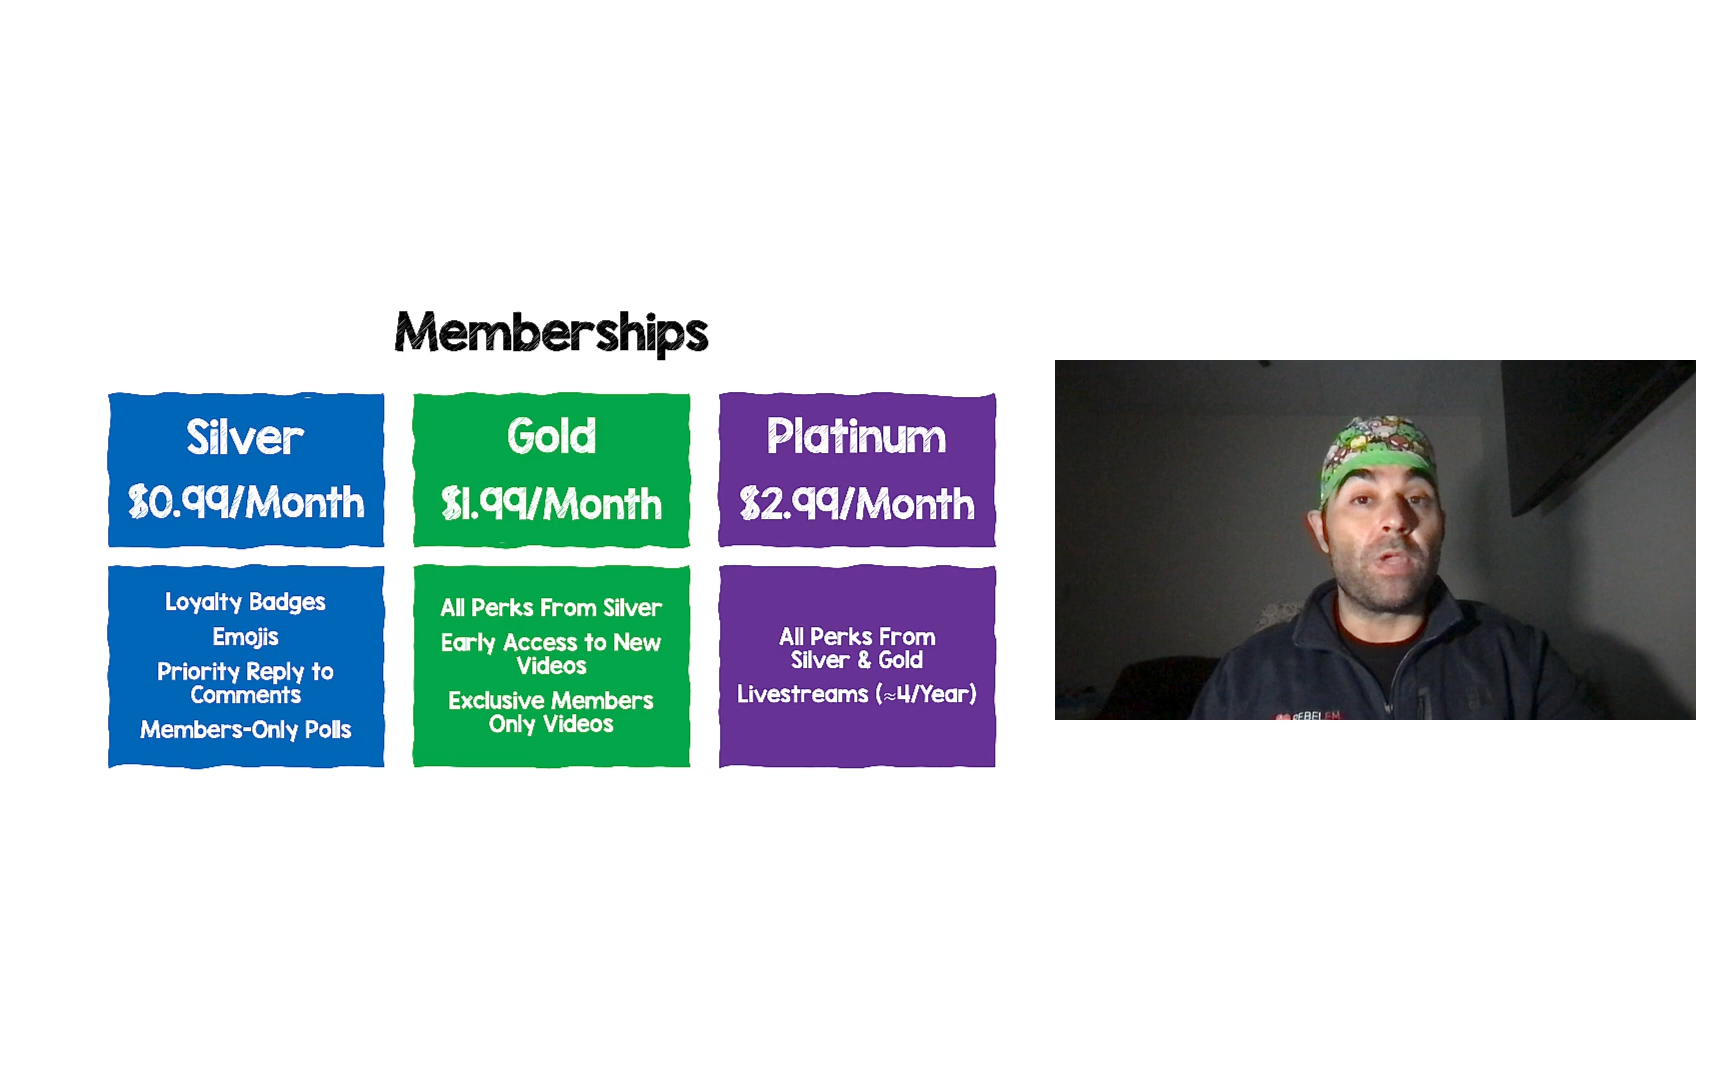 Memberships
Silver
$0.99/Month
Gold
$1.99/Month
Platinum
$2.99/Month
Loyalty Badges
Emojis
Priority Reply to
Comments
Members-Only Polls
All Perks From Silver
Early Access to New
Videos
Exclusive Members
Only Videos
All Perks From
Silver & Gold
Livestreams (≈4/Year)
REBELEM